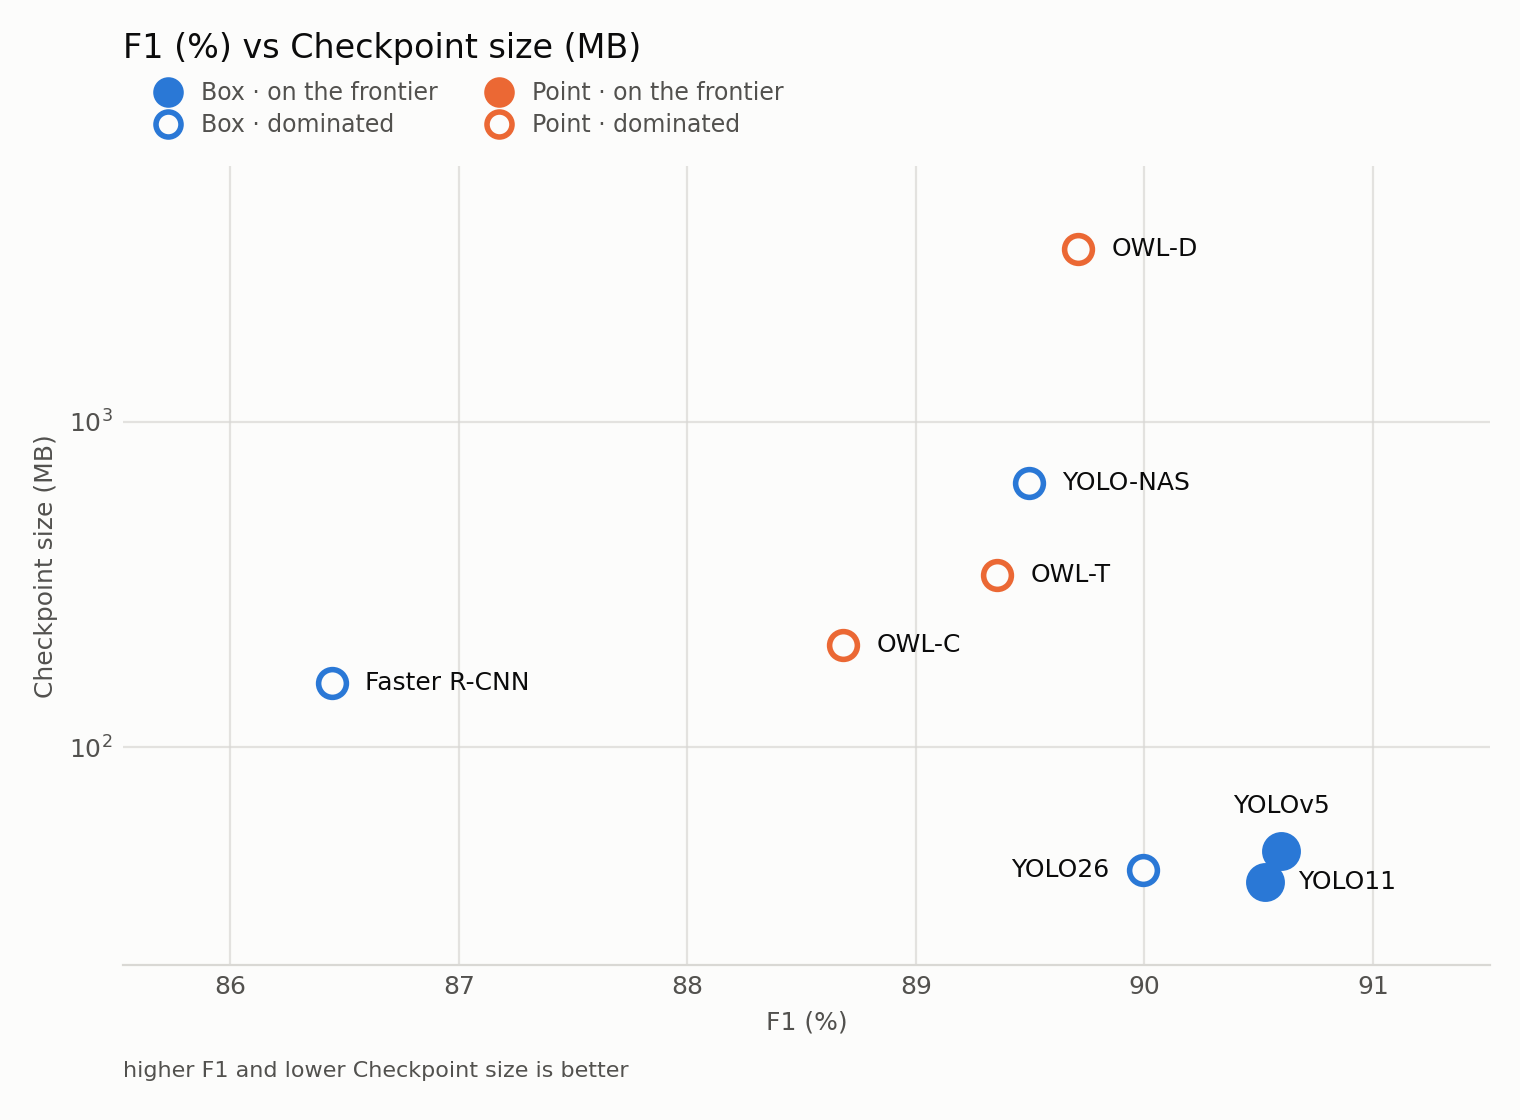 F1 (%) vs Checkpoint size (MB)
Box · on the frontier
Point · on the frontier
Box · dominated
Point · dominated
OWL-D
10³
YOLO-NAS
OWL-T
OWL-C
Faster R-CNN
Checkpoint size (MB)
10²
YOLOv5
YOLO26
YOLO11
86 87 88 89 90 91
F1 (%)
higher F1 and lower Checkpoint size is better